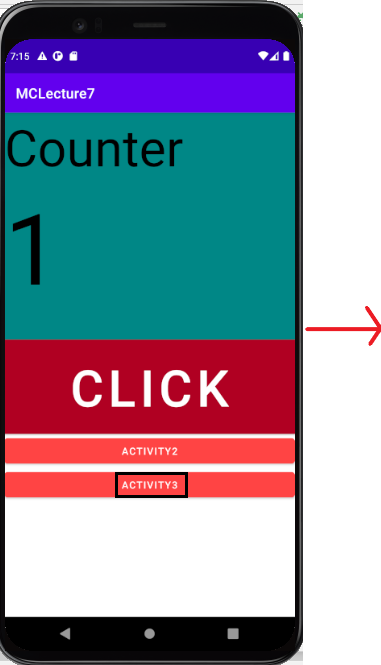 7:15
MCLecture7
Counter
1
CLICK
ACTIVITY2
ACTIVITY3